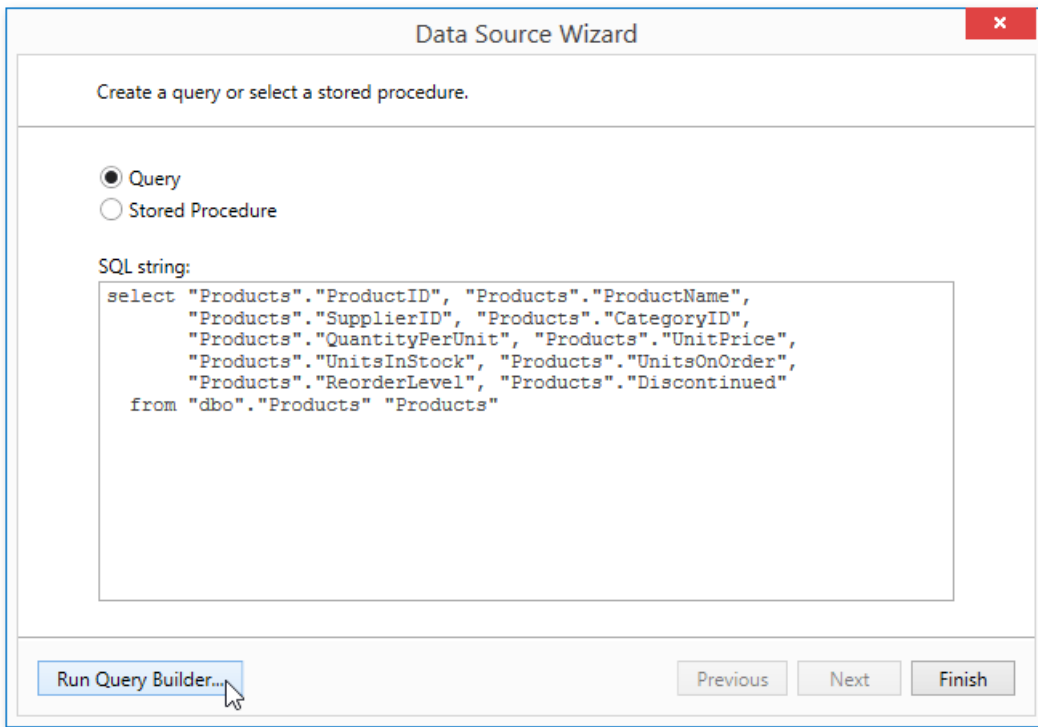 Data Source Wizard
Create a query or select a stored procedure.
Query
Stored Procedure
SQL string:
select "Products"."ProductID", "Products"."ProductName",
"Products"."SupplierID", "Products"."CategoryID",
"Products"."QuantityPerUnit", "Products"."UnitPrice",
"Products"."UnitsInStock", "Products"."UnitsOnOrder",
"Products"."ReorderLevel", "Products"."Discontinued"
from "dbo"."Products" "Products"
Run Query Builder... Previous Next Finish